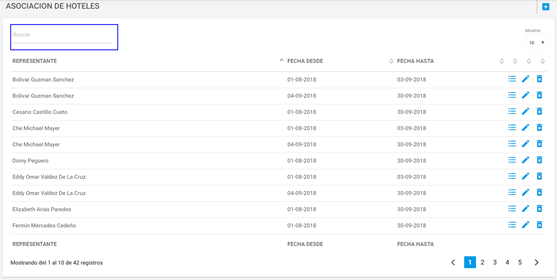 ASOCIACION DE HOTELES
Buscar
Mostrar
10
REPRESENTANTE FECHA DESDE FECHA HASTA
Bolivar Guzman Sanchez 01-08-2018 03-09-2018
Bolivar Guzman Sanchez 04-09-2018 30-09-2018
Cesario Castillo Cueto 01-08-2018 30-09-2018
Che Michael Mayer 01-08-2018 03-09-2018
Che Michael Mayer 04-09-2018 30-09-2018
Diony Peguero 01-08-2018 30-09-2018
Eddy Omar Valdez De La Cruz 01-08-2018 03-09-2018
Eddy Omar Valdez De La Cruz 04-09-2018 30-09-2018
Elizabeth Arias Paredes 01-08-2018 30-09-2018
Fermin Mercedes Cedeño 01-08-2018 30-09-2018
REPRESENTANTE FECHA DESDE FECHA HASTA
Mostrando del 1 al 10 de 42 registros 1 2 3 4 5